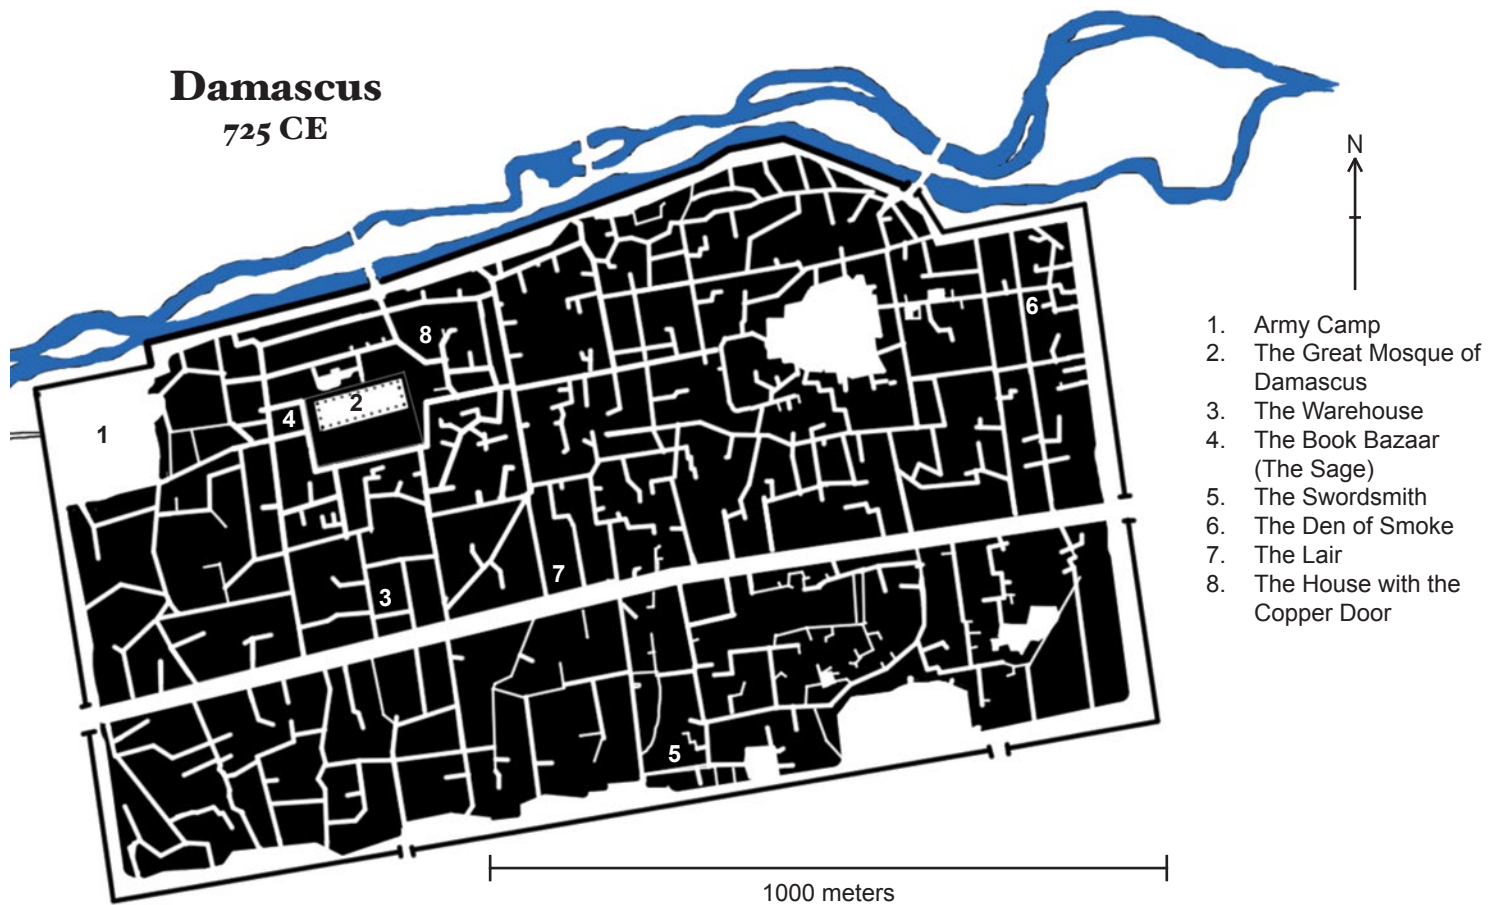 Damascus
725 CE
N
1. Army Camp
2. The Great Mosque of
Damascus
3. The Warehouse
4. The Book Bazaar
(The Sage)
5. The Swordsmith
6. The Den of Smoke
7. The Lair
8. The House with the
Copper Door
6
8
2
4
1
7
3
5
1000 meters